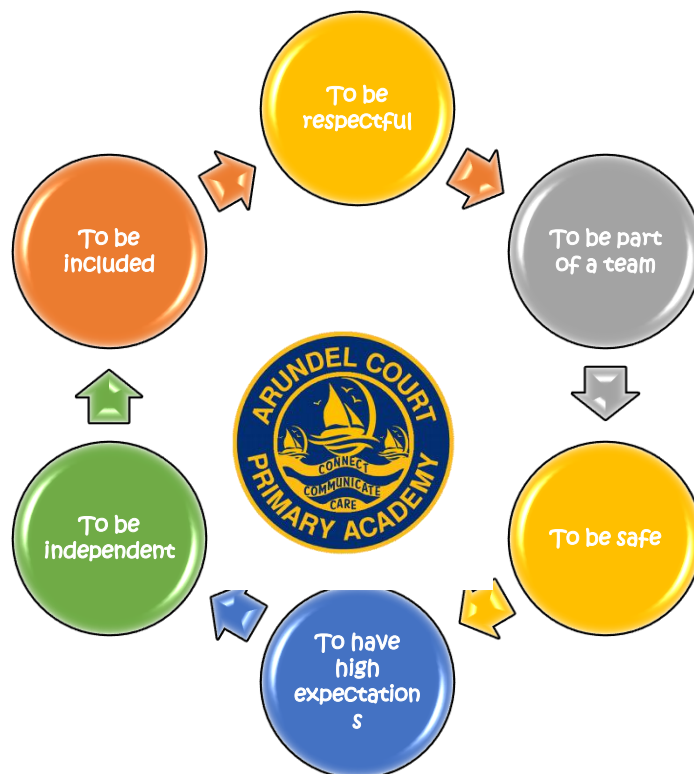 To be
respectful
To be part
of a team
To be safe
To have
high
expectation
s
To be
independent
To be
included
ARUNDEL COURT
PRIMARY ACADEMY
CONNECT
COMMUNICATE
CARE